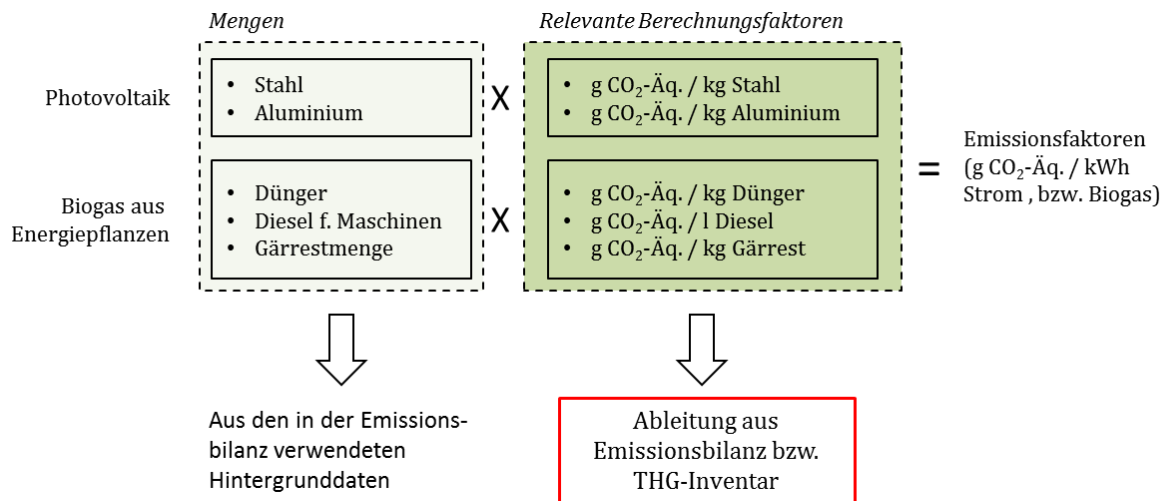 Mengen
Relevante Berechnungsfaktoren
Photovoltaik
• Stahl
• Aluminium
X
• g CO₂-Äq. / kg Stahl
• g CO₂-Äq. / kg Aluminium
Biogas aus
Energiepflanzen
• Dünger
• Diesel f. Maschinen
• Gärrestmenge
X
• g CO₂-Äq. / kg Dünger
• g CO₂-Äq. / l Diesel
• g CO₂-Äq. / kg Gärrest
=
Emissionsfaktoren
(g CO₂-Äq. / kWh
Strom , bzw. Biogas)
Aus den in der Emissions-
bilanz verwendeten
Hintergrunddaten
Ableitung aus
Emissionsbilanz bzw.
THG-Inventar